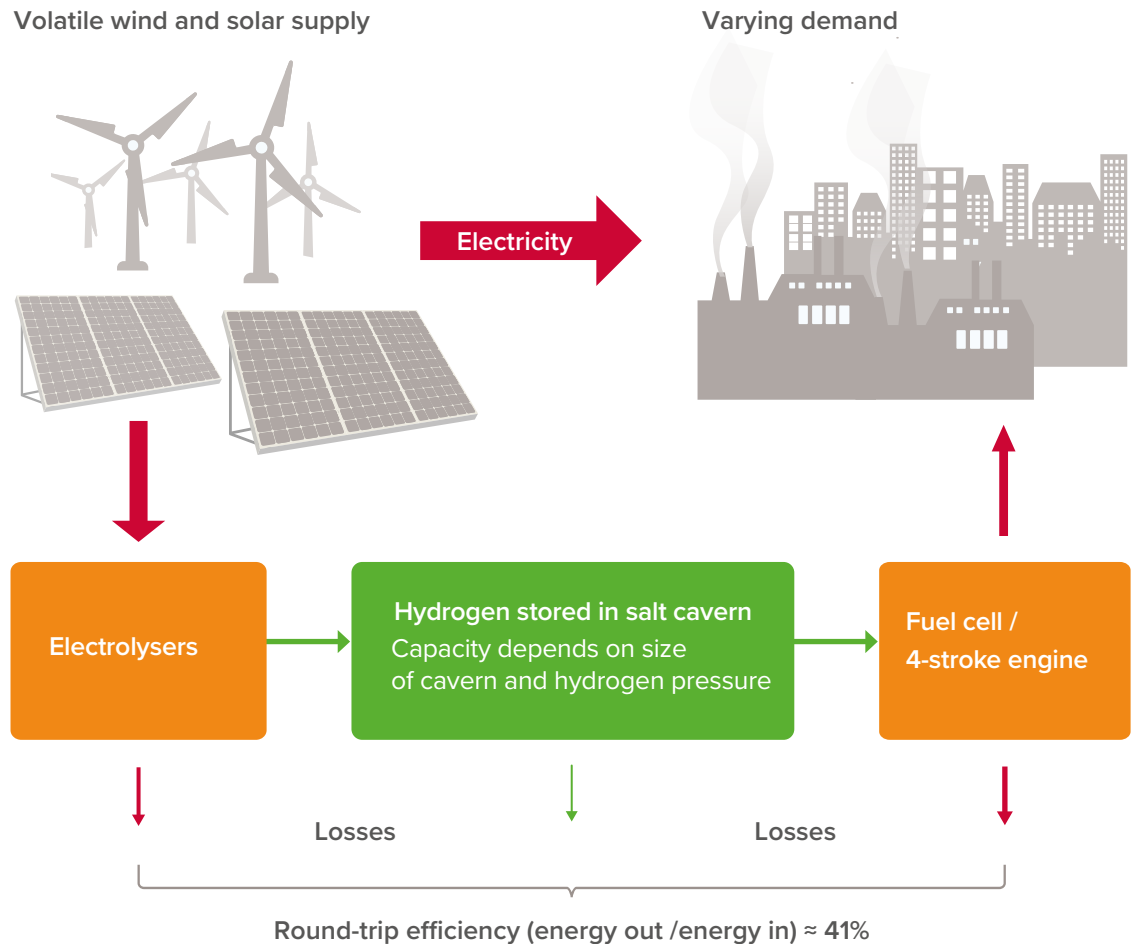 Volatile wind and solar supply
Varying demand
Electricity
Electrolysers
Hydrogen stored in salt cavern
Capacity depends on size
of cavern and hydrogen pressure
Fuel cell /
4-stroke engine
Losses
Losses
Round-trip efficiency (energy out /energy in) ≈ 41%